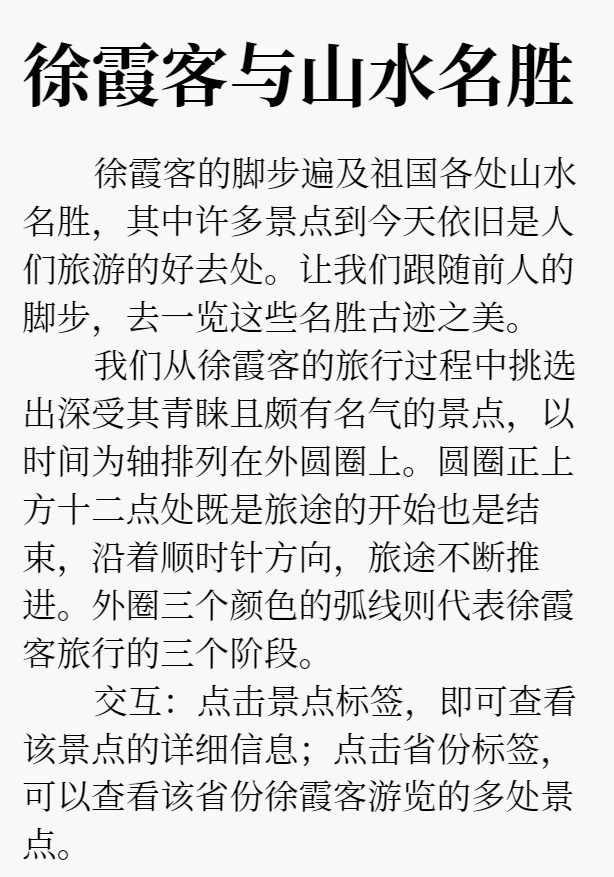 徐霞客与山水名胜
徐霞客的脚步遍及祖国各处山水
名胜，其中许多景点到今天依旧是人
们旅游的好去处。让我们跟随前人的
脚步，去一览这些名胜古迹之美。
我们从徐霞客的旅行过程中挑选
出深受其青睐且颇有名气的景点，以
时间为轴排列在外圆圈上。圆圈正上
方十二点处既是旅途的开始也是结
束，沿着顺时针方向，旅途不断推
进。外圈三个颜色的弧线则代表徐霞
客旅行的三个阶段。
交互：点击景点标签，即可查看
该景点的详细信息；点击省份标签，
可以查看该省份徐霞客游览的多处景
点。